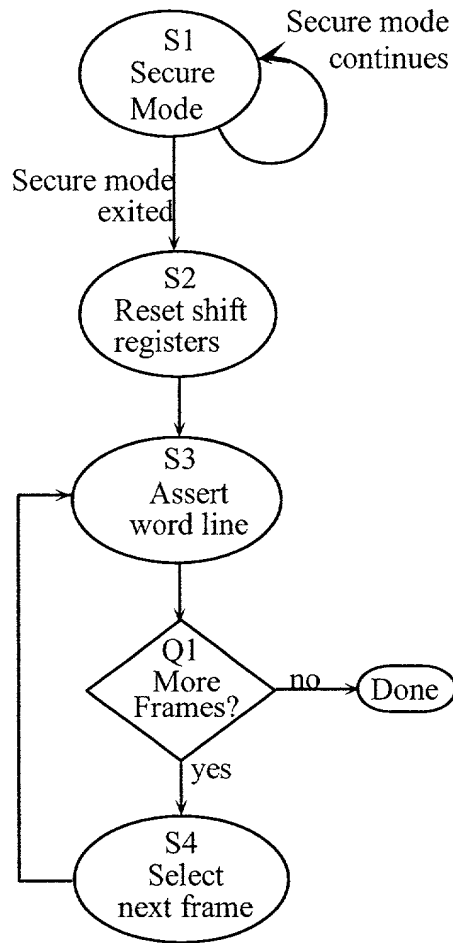 S1
Secure
Mode
Secure mode
continues
Secure mode
exited
S2
Reset shift
registers
S3
Assert
word line
Q1
More
Frames?
no
Done
yes
S4
Select
next frame